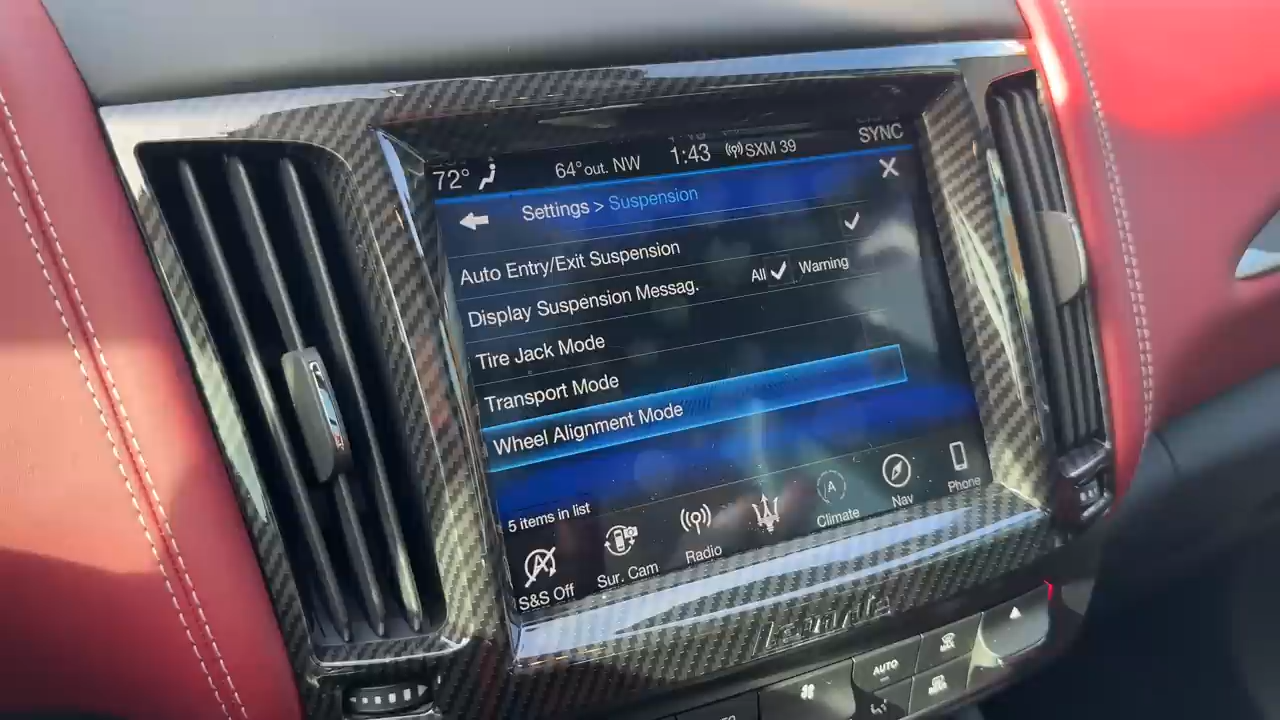 72° 64° out. NW 1:43 SXM 39 SYNC
Settings > Suspension
Auto Entry/Exit Suspension
Display Suspension Messag. All Warning
Tire Jack Mode
Transport Mode
Wheel Alignment Mode
5 items in list
S&S Off Sur. Cam Radio A Climate Nav Phone
AUTO